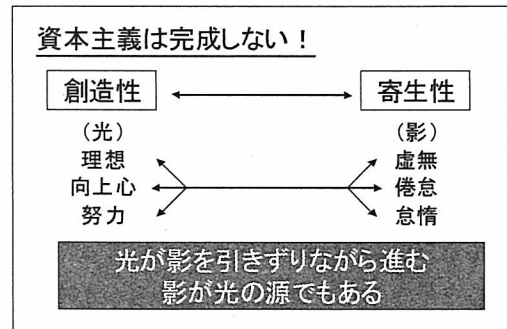 資本主義は完成しない！
創造性 寄生性
（光） （影）
理想 虚無
向上心 倦怠
努力 怠惰
光が影を引きずりながら進む
影が光の源でもある